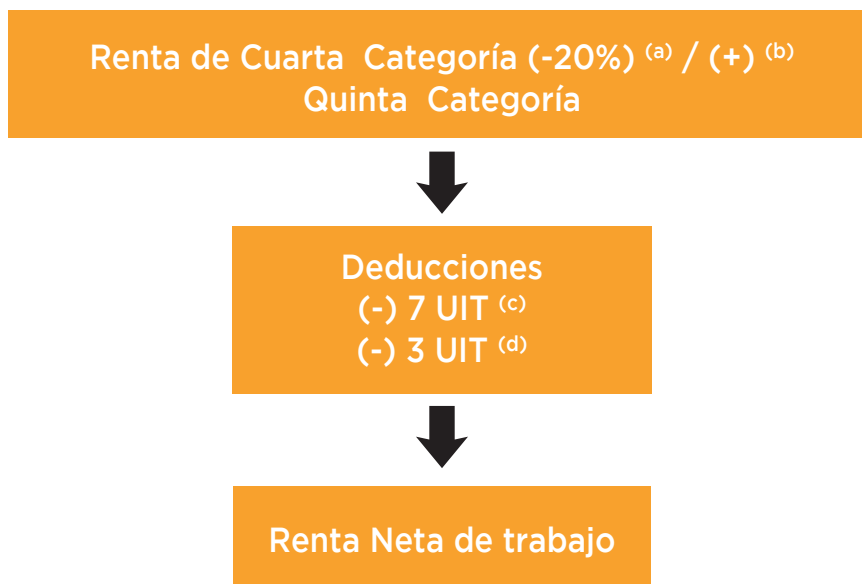 Renta de Cuarta Categoría (-20%) (a) / (+) (b)
Quinta Categoría
Deducciones
(-) 7 UIT (c)
(-) 3 UIT (d)
Renta Neta de trabajo